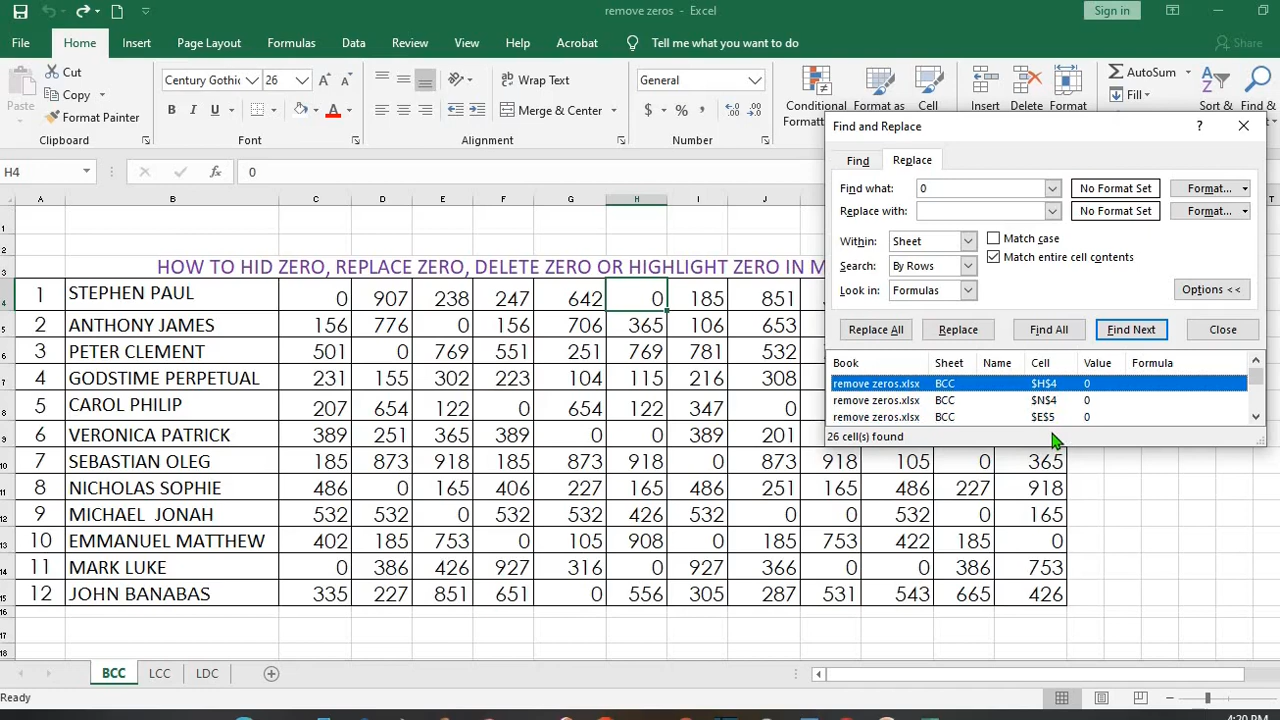 remove zeros - Excel
Sign in
File Home Insert Page Layout Formulas Data Review View Help Acrobat Tell me what you want to do Share
Paste
Cut
Copy
Format Painter
Clipboard
Century Gothic 26
B I U
Font
Wrap Text
Merge & Center
Alignment
General
$ % ,
Number
Conditional
Format as
Cell
Insert
Delete
Format
AutoSum
Fill
Sort &
Find &
H4 fx 0
A B C D E F G H I J
HOW TO HID ZERO, REPLACE ZERO, DELETE ZERO OR HIGHLIGHT ZERO IN M
1 STEPHEN PAUL 0 907 238 247 642 0 185 851
2 ANTHONY JAMES 156 776 0 156 706 365 106 653
3 PETER CLEMENT 501 0 769 551 251 769 781 532
4 GODSTIME PERPETUAL 231 155 302 223 104 115 216 308
5 CAROL PHILIP 207 654 122 0 654 122 347 0
6 VERONICA PATRICK 389 251 365 389 0 0 389 201
7 SEBASTIAN OLEG 185 873 918 185 873 918 0 873 918 105 0 365
8 NICHOLAS SOPHIE 486 0 165 406 227 165 486 251 165 486 227 918
9 MICHAEL JONAH 532 532 0 532 532 426 532 0 0 532 0 165
10 EMMANUEL MATTHEW 402 185 753 0 105 908 0 185 753 422 185 0
11 MARK LUKE 0 386 426 927 316 0 927 366 0 0 386 753
12 JOHN BANABAS 335 227 851 651 0 556 305 287 531 543 665 426
Find and Replace
Find Replace
Find what: 0 No Format Set Format...
Replace with: No Format Set Format...
Within: Sheet Match case
Search: By Rows Match entire cell contents
Look in: Formulas Options <<
Replace All Replace Find All Find Next Close
Book Sheet Name Cell Value Formula
remove zeros.xlsx BCC $H$4 0
remove zeros.xlsx BCC $N$4 0
remove zeros.xlsx BCC $E$5 0
26 cell(s) found
BCC LCC LDC
Ready
4:20 PM